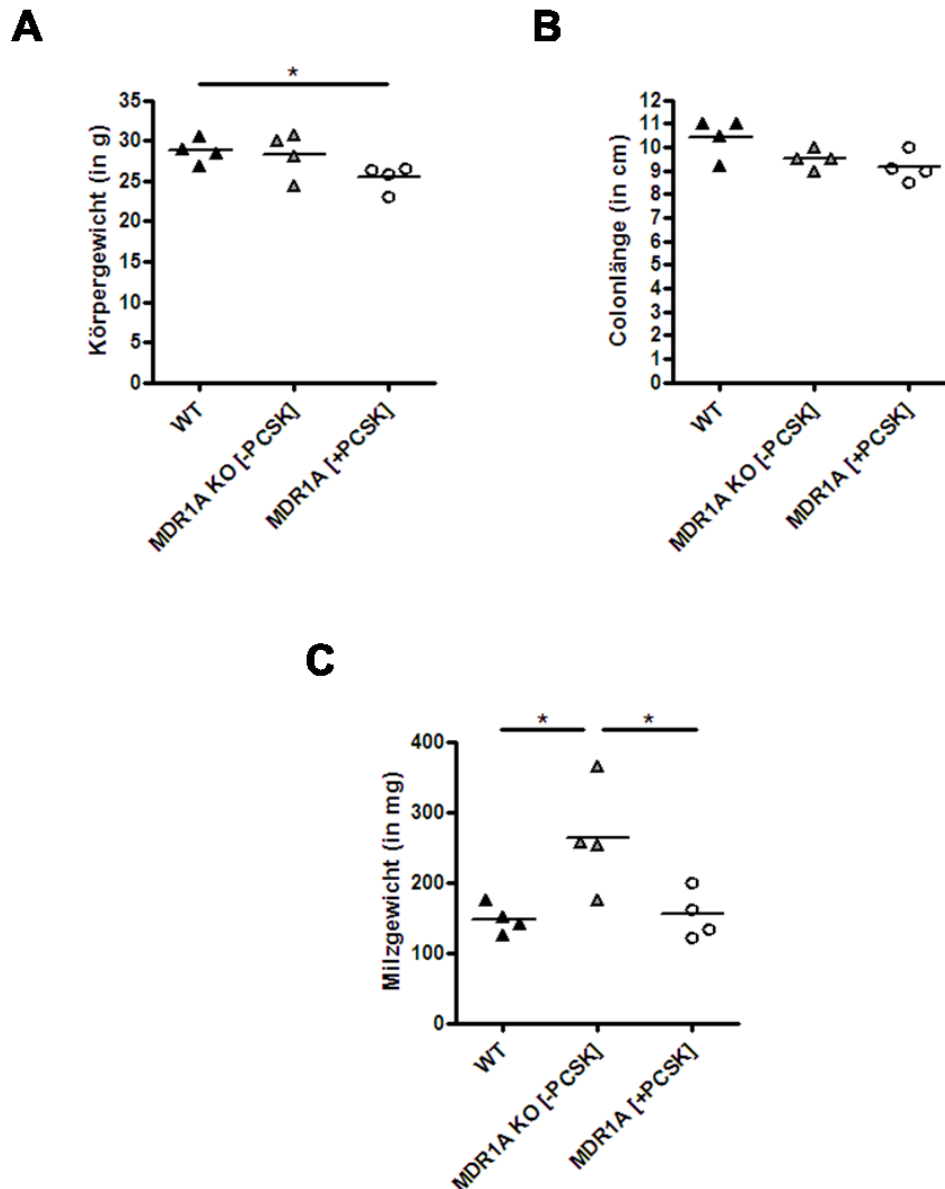 A
*
Körpergewicht (in g)
35
30
25
20
15
10
5
0
WT
MDR1A KO [-PCSK]
MDR1A [+PCSK]
B
Colonlänge (in cm)
12
11
10
9
8
7
6
5
4
3
2
1
0
WT
MDR1A KO [-PCSK]
MDR1A [+PCSK]
C
* *
Milzgewicht (in mg)
400
300
200
100
0
WT
MDR1A KO [-PCSK]
MDR1A [+PCSK]